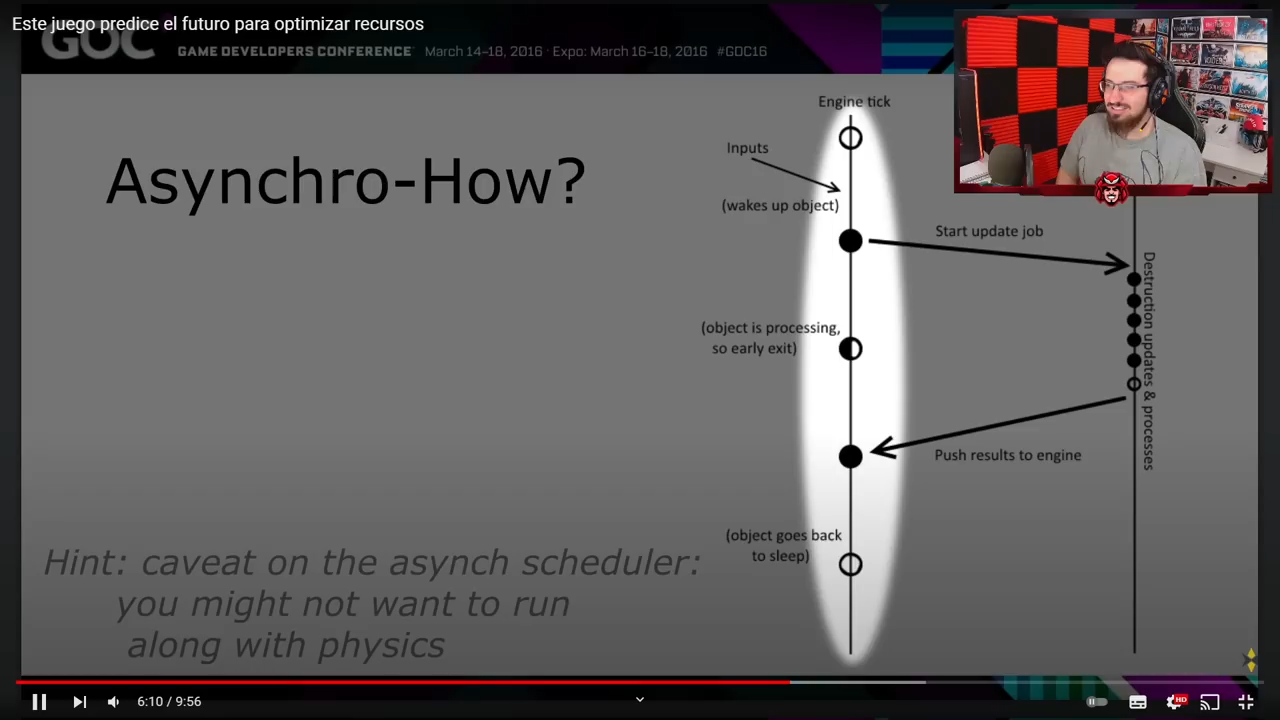 Este juego predice el futuro para optimizar recursos
GDC
GAME DEVELOPERS CONFERENCE March 14–18, 2016 · Expo: March 16–18, 2016 #GDC16
Asynchro-How?
Engine tick
Inputs
(wakes up object)
Start update job
Destruction updates & processes
(object is processing,
so early exit)
Push results to engine
(object goes back
to sleep)
Hint: caveat on the asynch scheduler:
you might not want to run
along with physics
6:10 / 9:56
HD